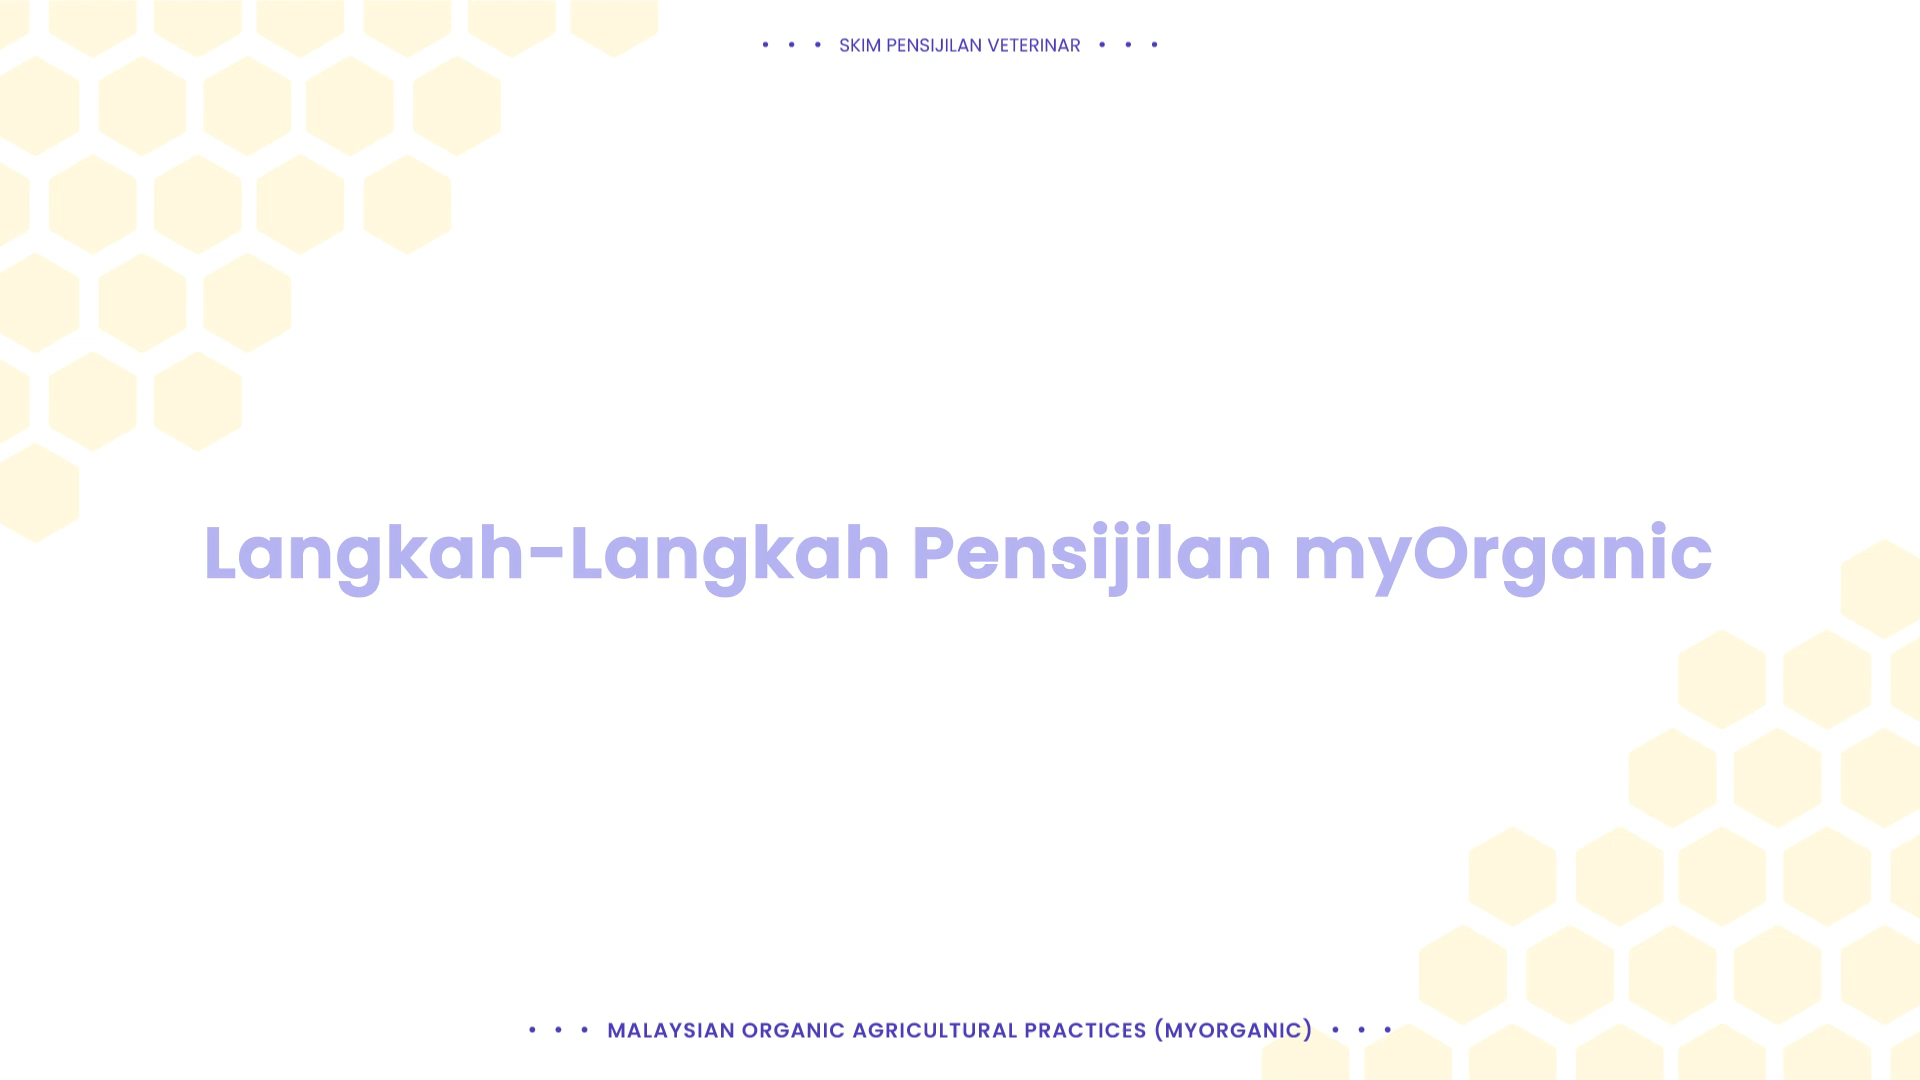 • • • SKIM PENSIJILAN VETERINAR • • •
Langkah-Langkah Pensijilan myOrganic
• • • MALAYSIAN ORGANIC AGRICULTURAL PRACTICES (MYORGANIC) • • •